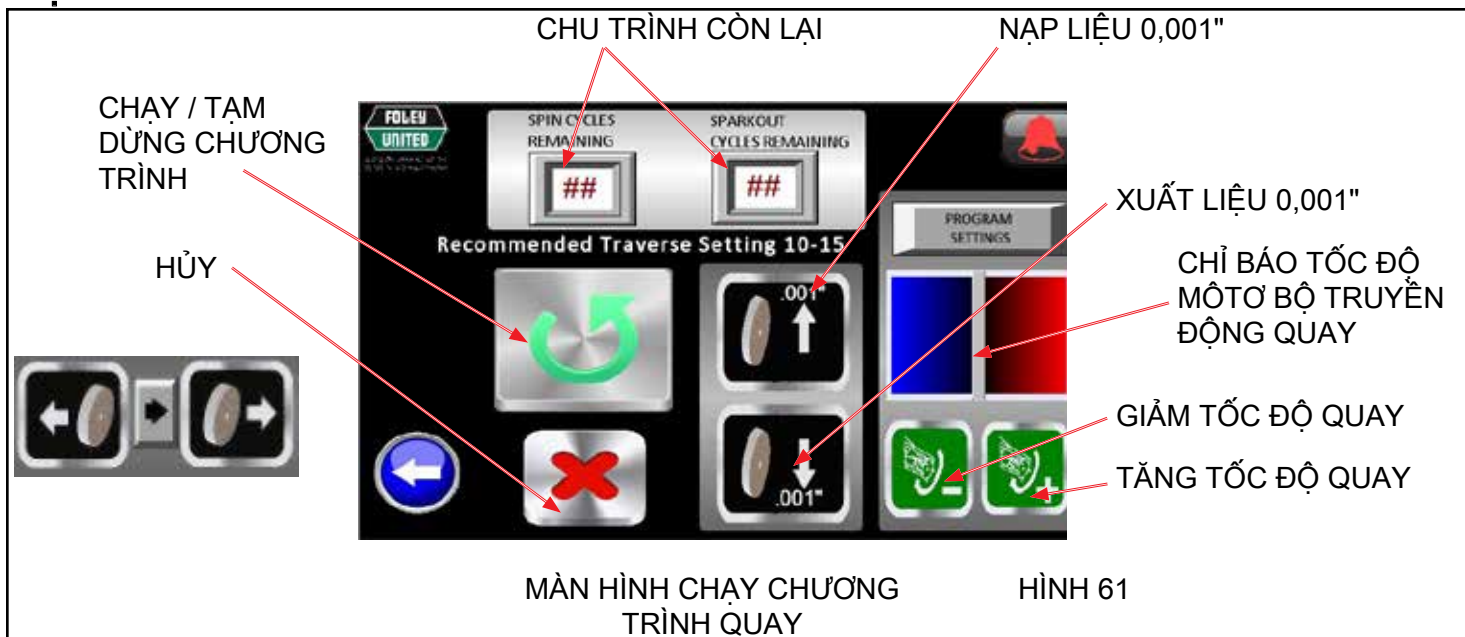 CHU TRÌNH CÒN LẠI
NẠP LIỆU 0,001"
CHẠY / TẠM
DỪNG CHƯƠNG
TRÌNH
HỦY
FOLEY
UNITED
SPIN CYCLES
REMAINING
##
SPARKOUT
CYCLES REMAINING
##
Recommended Traverse Setting 10-15
PROGRAM
SETTINGS
.001"
.001"
XUẤT LIỆU 0,001"
CHỈ BÁO TỐC ĐỘ
MÔTƠ BỘ TRUYỀN
ĐỘNG QUAY
GIẢM TỐC ĐỘ QUAY
TĂNG TỐC ĐỘ QUAY
MÀN HÌNH CHẠY CHƯƠNG
TRÌNH QUAY
HÌNH 61